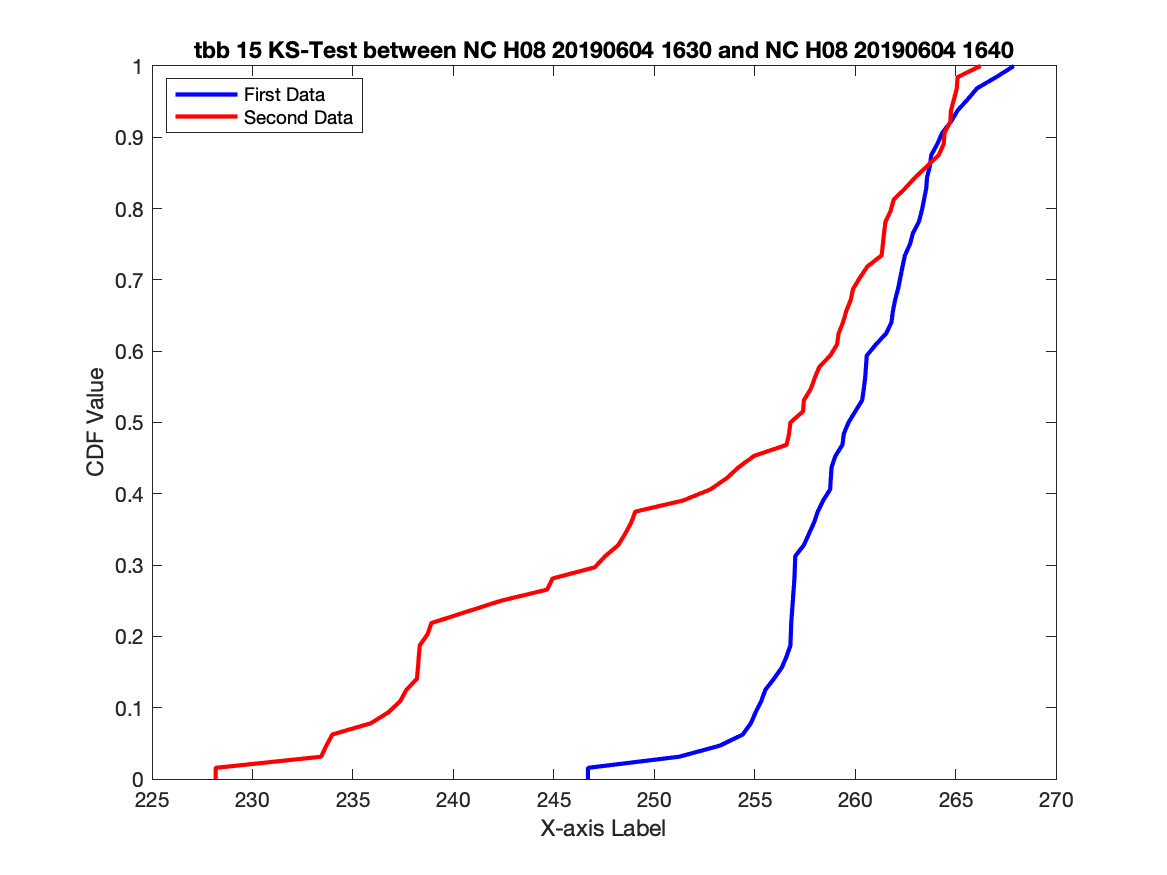 tbb 15 KS-Test between NC H08 20190604 1630 and NC H08 20190604 1640
First Data
Second Data
1
0.9
0.8
0.7
0.6
0.5
0.4
0.3
0.2
0.1
0
CDF Value
225 230 235 240 245 250 255 260 265 270
X-axis Label